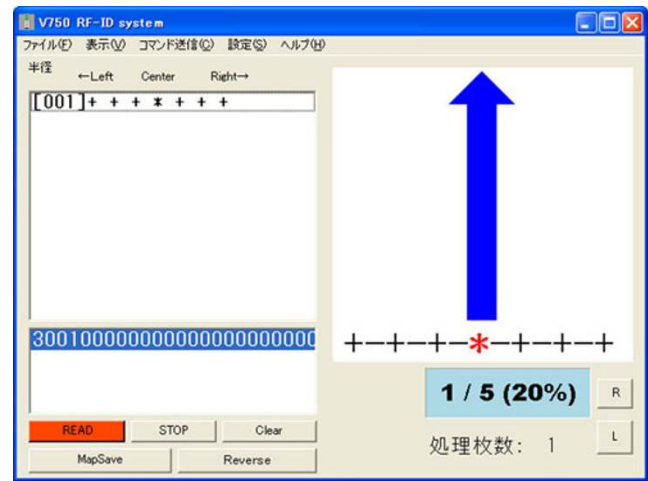 V750 RF-ID system
ファイル(F) 表示(V) コマンド送信(C) 設定(S) ヘルプ(H)
半径 ←Left Center Right→
[001]+ + + * + + +
+—+—+—*—+—+—+
1 / 5 (20%)
R
READ STOP Clear
処理枚数: 1
L
MapSave Reverse